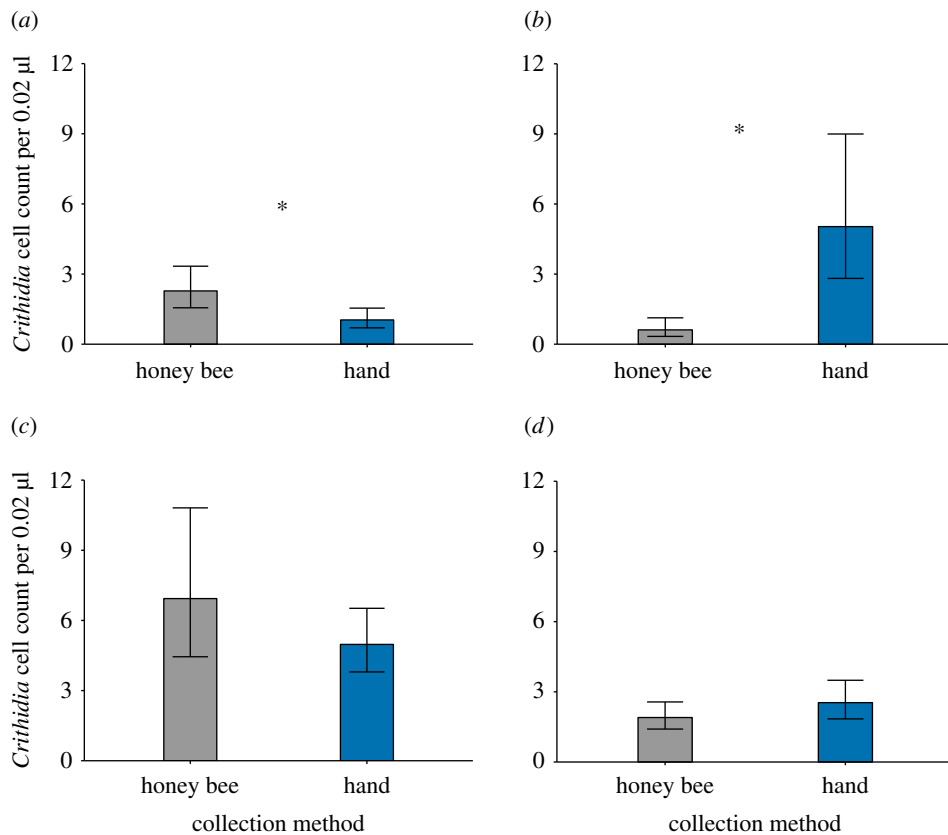 (a)
Crithidia cell count per 0.02 µl
12
9
6
3
0
*
honey bee
hand
(b)
12
9
6
3
0
*
honey bee
hand
(c)
Crithidia cell count per 0.02 µl
12
9
6
3
0
honey bee
hand
collection method
(d)
12
9
6
3
0
honey bee
hand
collection method